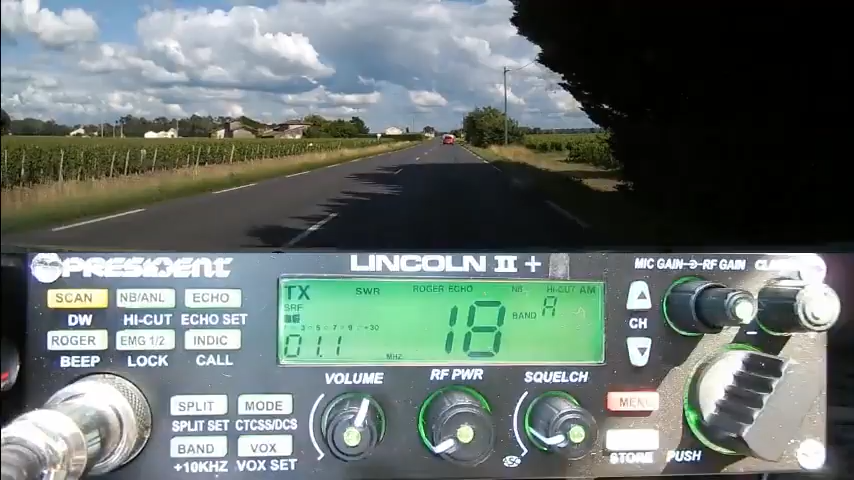 PRESIDENT
LINCOLN II +
MIC GAIN RF GAIN
SCAN NB/ANL ECHO
DW HI-CUT ECHO SET
ROGER EMG 1/2 INDIC
BEEP LOCK CALL
TX SWR ROGER ECHO NB HI-CUT AM
SRF
18 BAND A
01.1 MHZ
CH
VOLUME RF PWR SQUELCH
MENU
SPLIT MODE
SPLIT SET CTCSS/DCS
BAND VOX
+10KHZ VOX SET
ASC
STORE PUSH